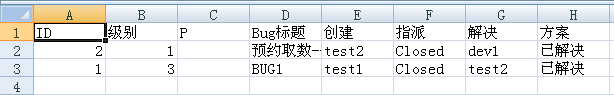 A B C D E F G H
1 ID 级别 P Bug标题 创建 指派 解决 方案
2 2 1 预约取数一 test2 Closed dev1 已解决
3 1 3 BUG1 test1 Closed test2 已解决
4